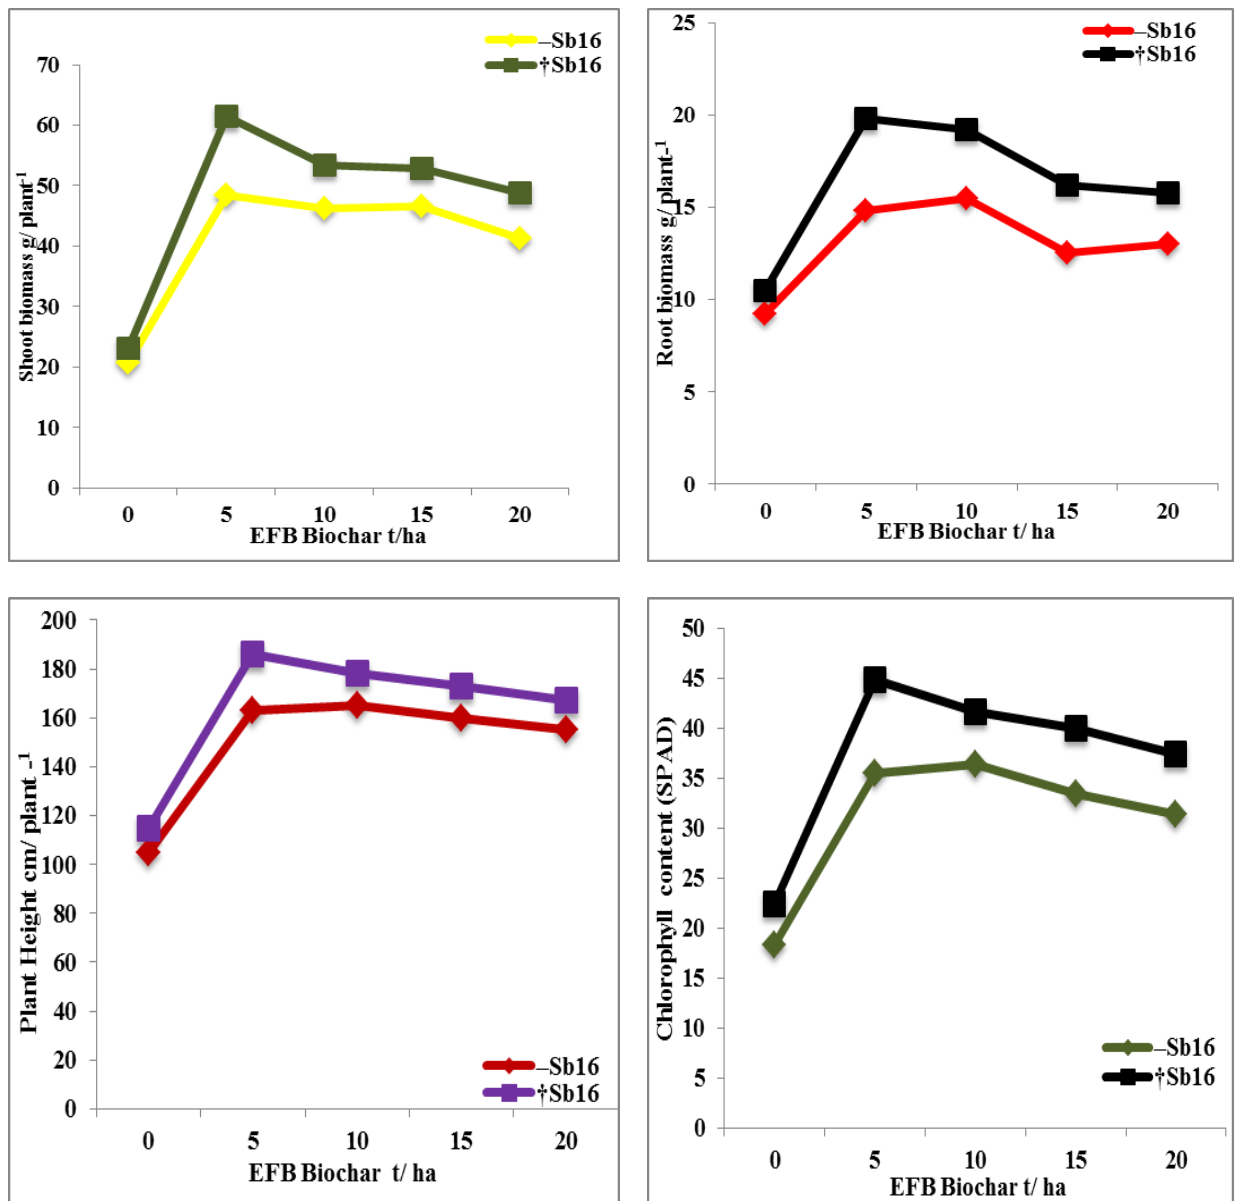 –Sb16
†Sb16
70
60
50
40
30
20
10
0
Shoot biomass g/ plant-1
0 5 10 15 20
EFB Biochar t/ha
–Sb16
†Sb16
25
20
15
10
5
0
Root biomass g/ plant-1
0 5 10 15 20
EFB Biochar t/ ha
200
180
160
140
120
100
80
60
40
20
0
Plant Height cm/ plant -1
–Sb16
†Sb16
0 5 10 15 20
EFB Biochar t/ ha
50
45
40
35
30
25
20
15
10
5
0
Chlorophyll content (SPAD)
–Sb16
†Sb16
0 5 10 15 20
EFB Biochar t/ ha